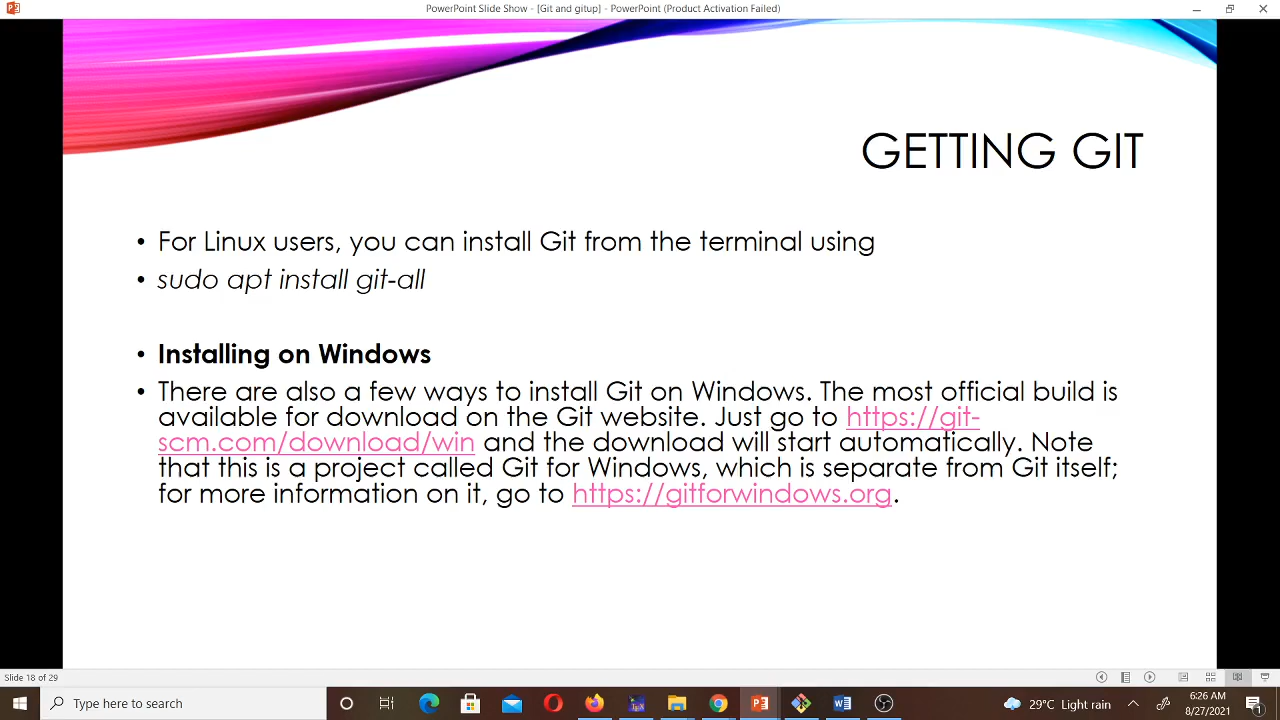 PowerPoint Slide Show - [Git and gitup] - PowerPoint (Product Activation Failed)
GETTING GIT
• For Linux users, you can install Git from the terminal using
• sudo apt install git-all
• Installing on Windows
• There are also a few ways to install Git on Windows. The most official build is
available for download on the Git website. Just go to https://git-
scm.com/download/win and the download will start automatically. Note
that this is a project called Git for Windows, which is separate from Git itself;
for more information on it, go to https://gitforwindows.org.
Slide 18 of 29
Type here to search
29°C Light rain
6:26 AM
8/27/2021
1